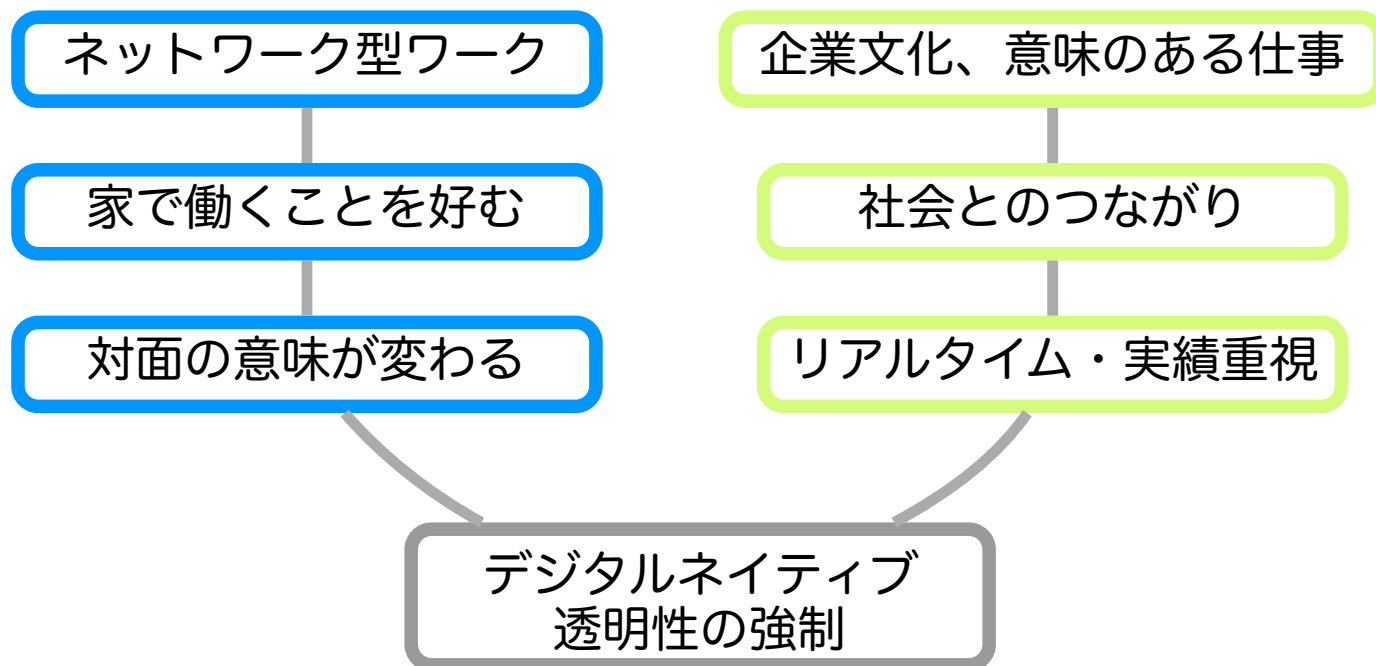 ネットワーク型ワーク
家で働くことを好む
対面の意味が変わる
企業文化、意味のある仕事
社会とのつながり
リアルタイム・実績重視
デジタルネイティブ
透明性の強制